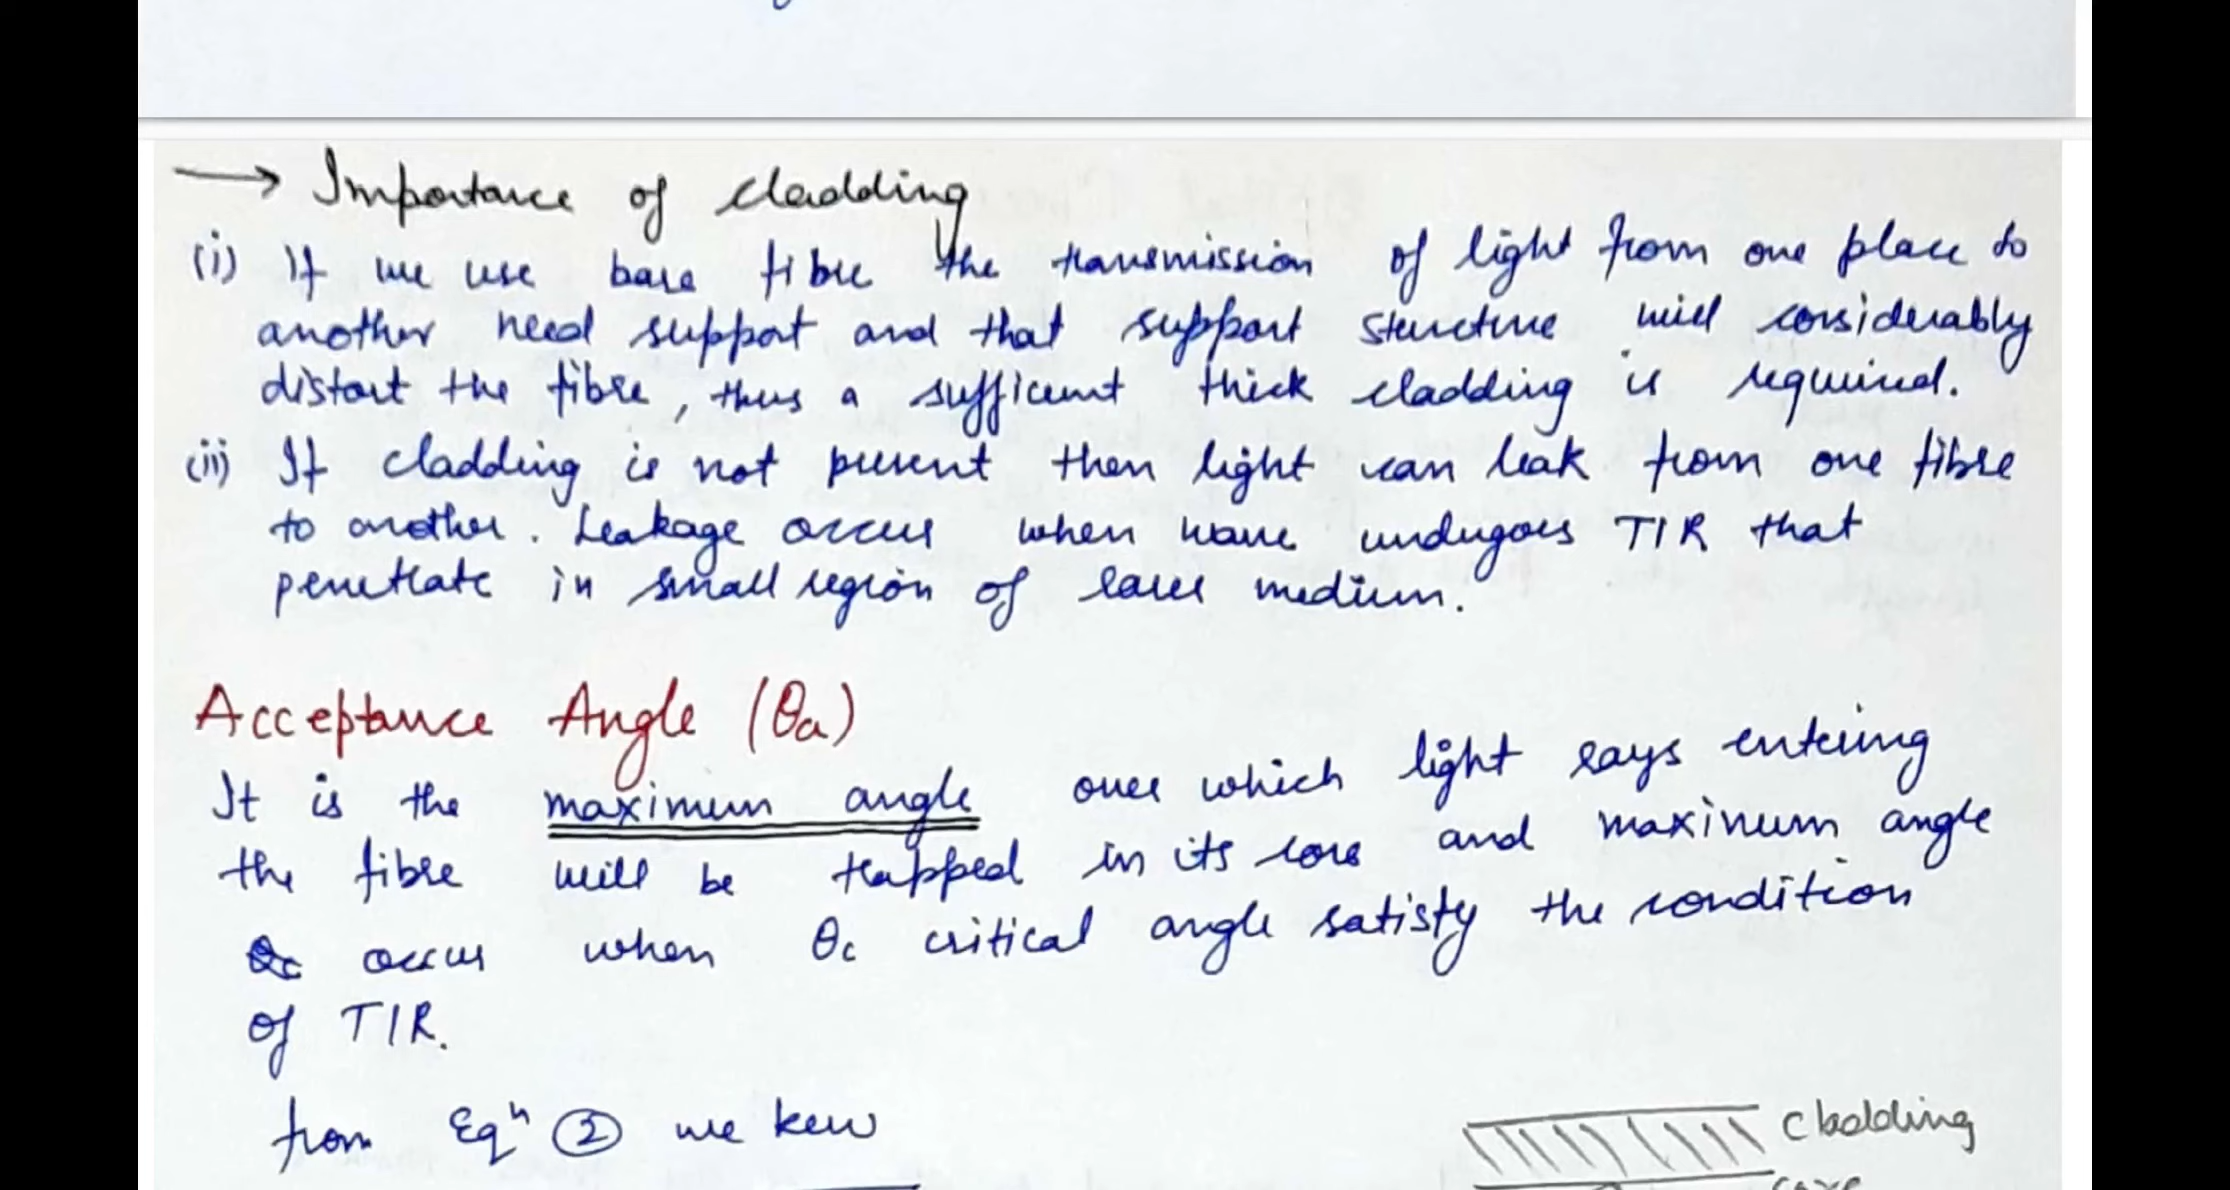 → Importance of cladding
(i) If we use bare fibre the transmission of light from one place to
another need support and that support structure will considerably
distort the fibre, thus a sufficient thick cladding is required.
(ii) If cladding is not present then light can leak from one fibre
to another. Leakage occur when wave undergoes TIR that
penetrate in small region of rarer medium.
Acceptance Angle (θa)
It is the maximum angle over which light rays entering
the fibre will be trapped in its core and maximum angle
occur when θc critical angle satisfy the condition
of TIR.
from Eqⁿ ② we kew
cladding
core